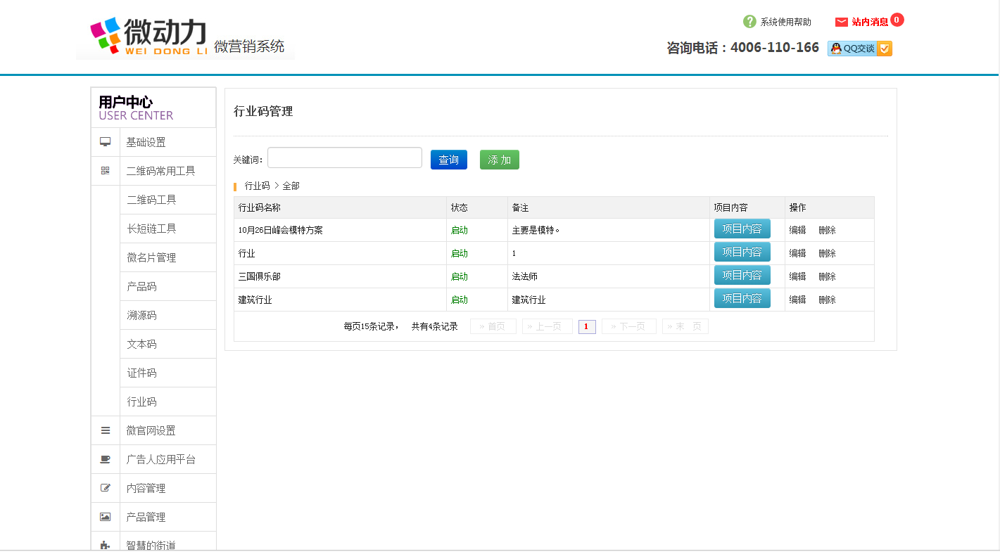 微动力
WEI DONG LI
微营销系统
系统使用帮助
站内消息 0
咨询电话：4006-110-166
QQ交谈
用户中心
USER CENTER
基础设置
二维码常用工具
二维码工具
长短链工具
微名片管理
产品码
溯源码
文本码
证件码
行业码
微官网设置
广告人应用平台
内容管理
产品管理
智慧的街道
行业码管理
关键词：
查询
添 加
行业码 > 全部
行业码名称 状态 备注 项目内容 操作
10月26日峰会模特方案 启动 主要是模特。 项目内容 编辑 删除
行业 启动 1 项目内容 编辑 删除
三国俱乐部 启动 法法师 项目内容 编辑 删除
建筑行业 启动 建筑行业 项目内容 编辑 删除
每页15条记录， 共有4条记录 » 首页 » 上一页 1 » 下一页 » 末 页